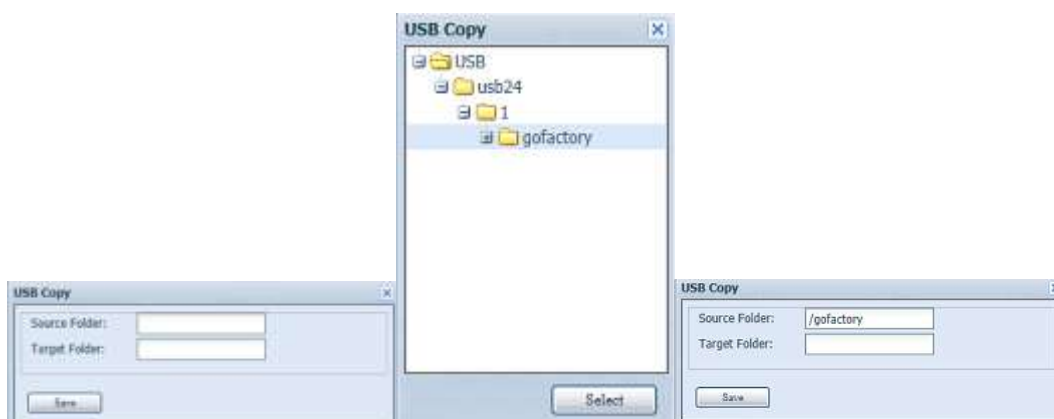 USB Copy
Source Folder:
Target Folder:
Save
USB Copy
USB
usb24
1
gofactory
Select
USB Copy
Source Folder: /gofactory
Target Folder:
Save